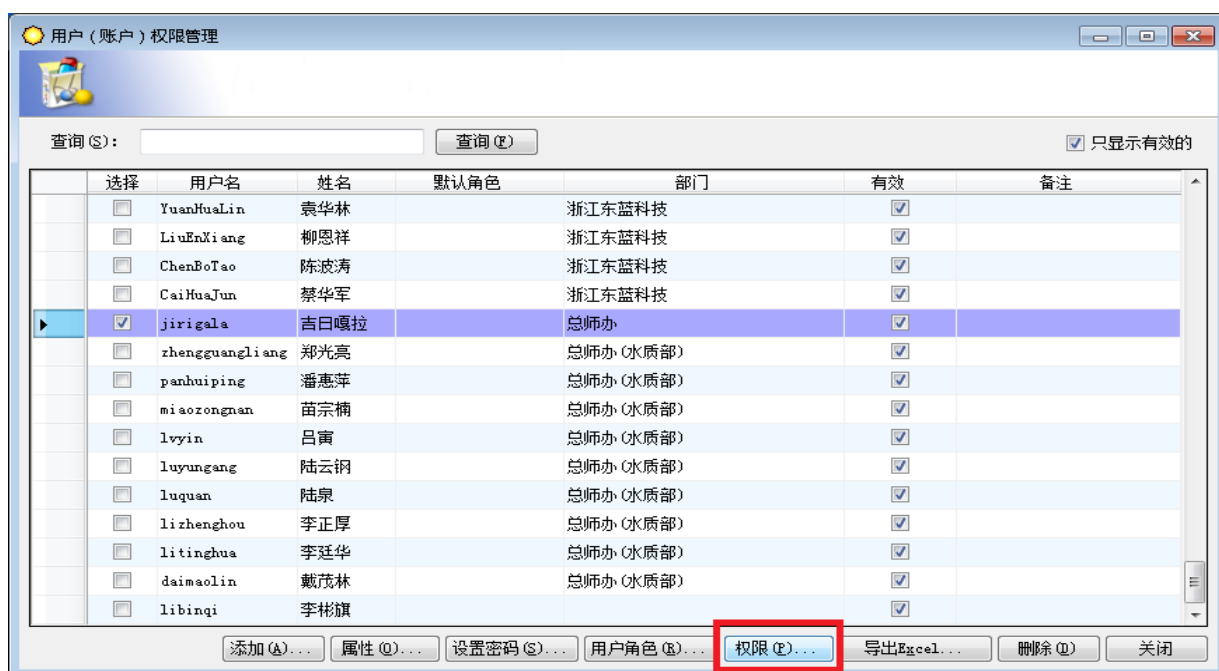 用户（账户）权限管理
查询(S)： 查询(F) 只显示有效的
选择 用户名 姓名 默认角色 部门 有效 备注
YuanHuaLin 袁华林 浙江东蓝科技
LiuEnXiang 柳恩祥 浙江东蓝科技
ChenBoTao 陈波涛 浙江东蓝科技
CaiHuaJun 蔡华军 浙江东蓝科技
jirigala 吉日嘎拉 总师办
zhengguangliang 郑光亮 总师办(水质部)
panhuiping 潘惠萍 总师办(水质部)
miaozongnan 苗宗楠 总师办(水质部)
lvyin 吕寅 总师办(水质部)
luyungang 陆云钢 总师办(水质部)
luquan 陆泉 总师办(水质部)
lizhenghou 李正厚 总师办(水质部)
litinghua 李廷华 总师办(水质部)
daimaolin 戴茂林 总师办(水质部)
libinqi 李彬旗
添加(A)... 属性(O)... 设置密码(S)... 用户角色(R)... 权限(P)... 导出Excel... 删除(D) 关闭